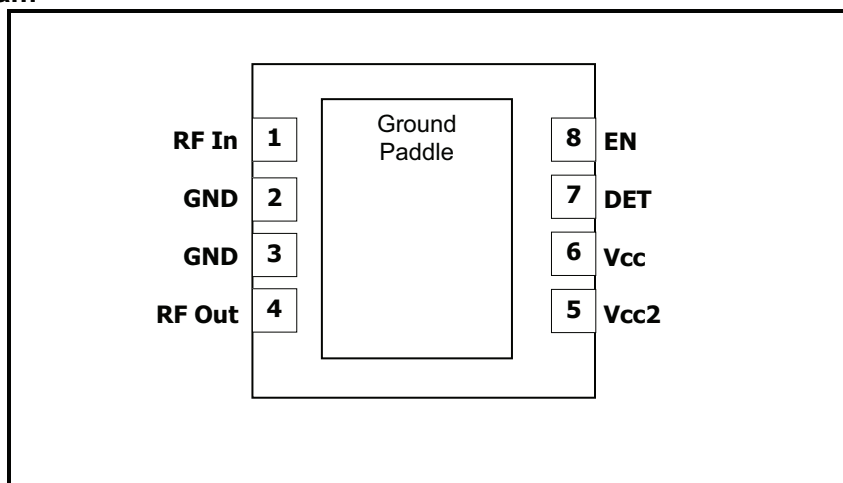 Ground
Paddle
RF In 1
8 EN
GND 2
7 DET
GND 3
6 Vcc
RF Out 4
5 Vcc2